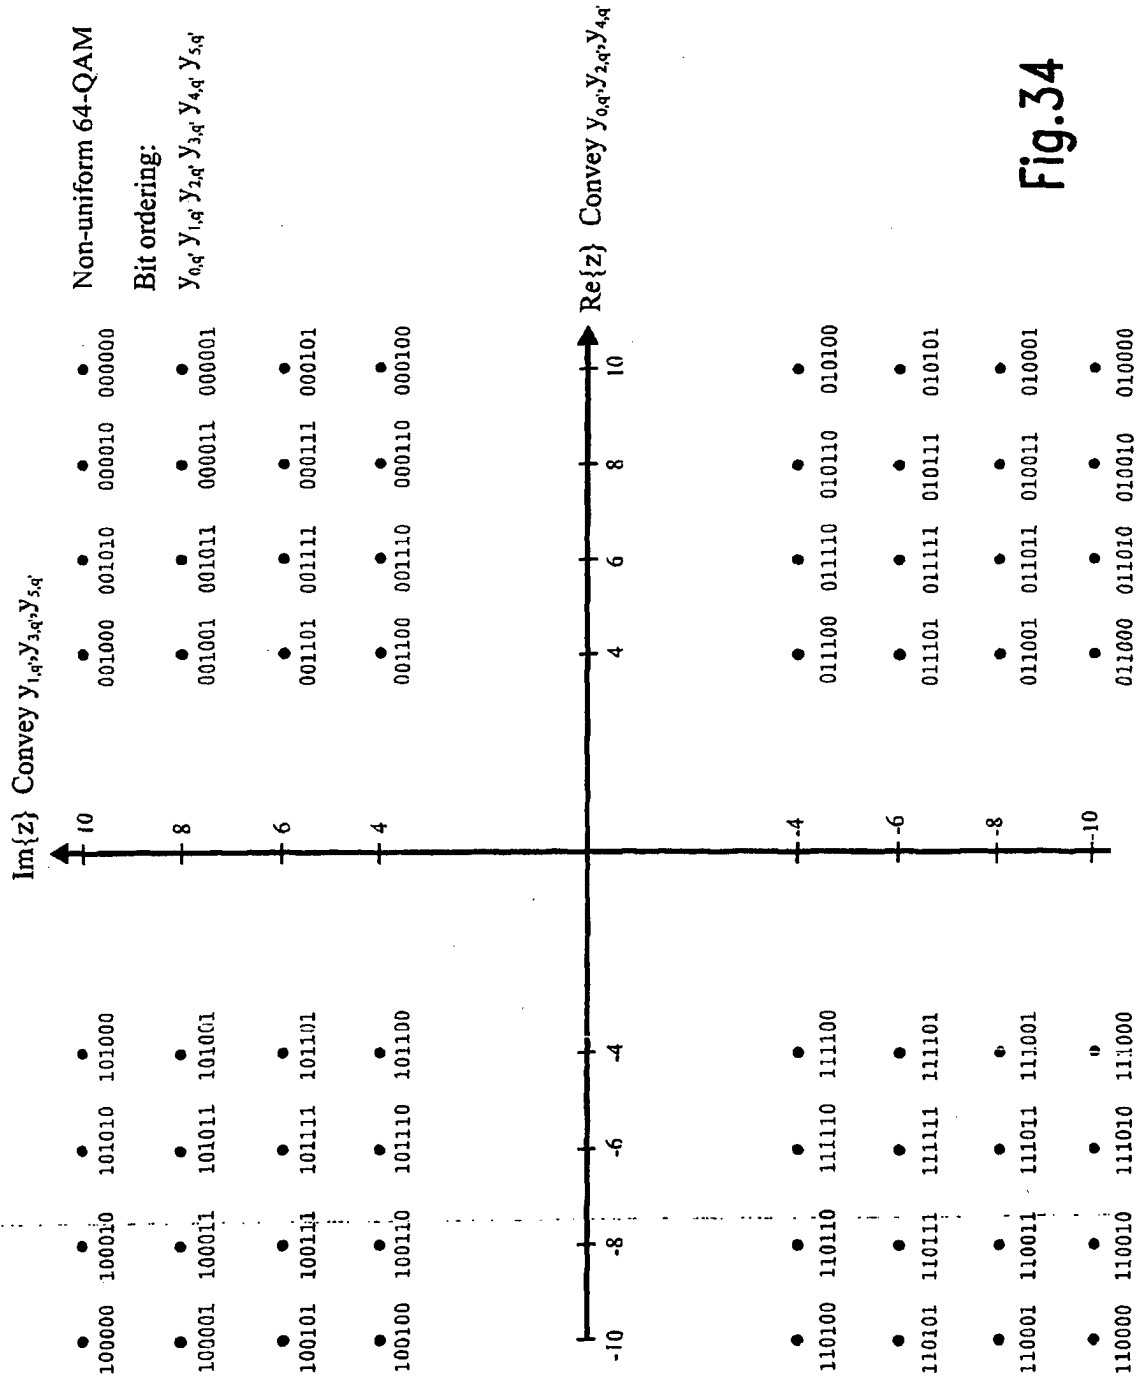 Im{z} Convey y1,q',y3,q',y5,q'
10
Non-uniform 64-QAM
100000 100010 101010 101000 001000 001010 000010 000000
Bit ordering:
y0,q' y1,q' y2,q' y3,q' y4,q' y5,q'
8
100001 100011 101011 101001 001001 001011 000011 000001
6
100101 100111 101111 101101 001101 001111 000111 000101
4
100100 100110 101110 101100 001100 001110 000110 000100
Re{z} Convey y0,q',y2,q',y4,q'
-10 -8 -6 -4 4 6 8 10
-4
110100 110110 111110 111100 011100 011110 010110 010100
-6
110101 110111 111111 111101 011101 011111 010111 010101
-8
110001 110011 111011 111001 011001 011011 010011 010001
-10
110000 110010 111010 111000 011000 011010 010010 010000
Fig.34